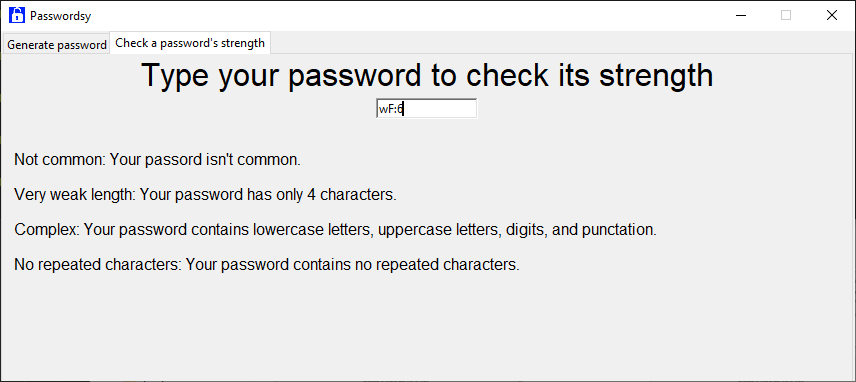 Passwordsy
Generate password Check a password's strength
Type your password to check its strength
wF:6
Not common: Your passord isn't common.
Very weak length: Your password has only 4 characters.
Complex: Your password contains lowercase letters, uppercase letters, digits, and punctation.
No repeated characters: Your password contains no repeated characters.